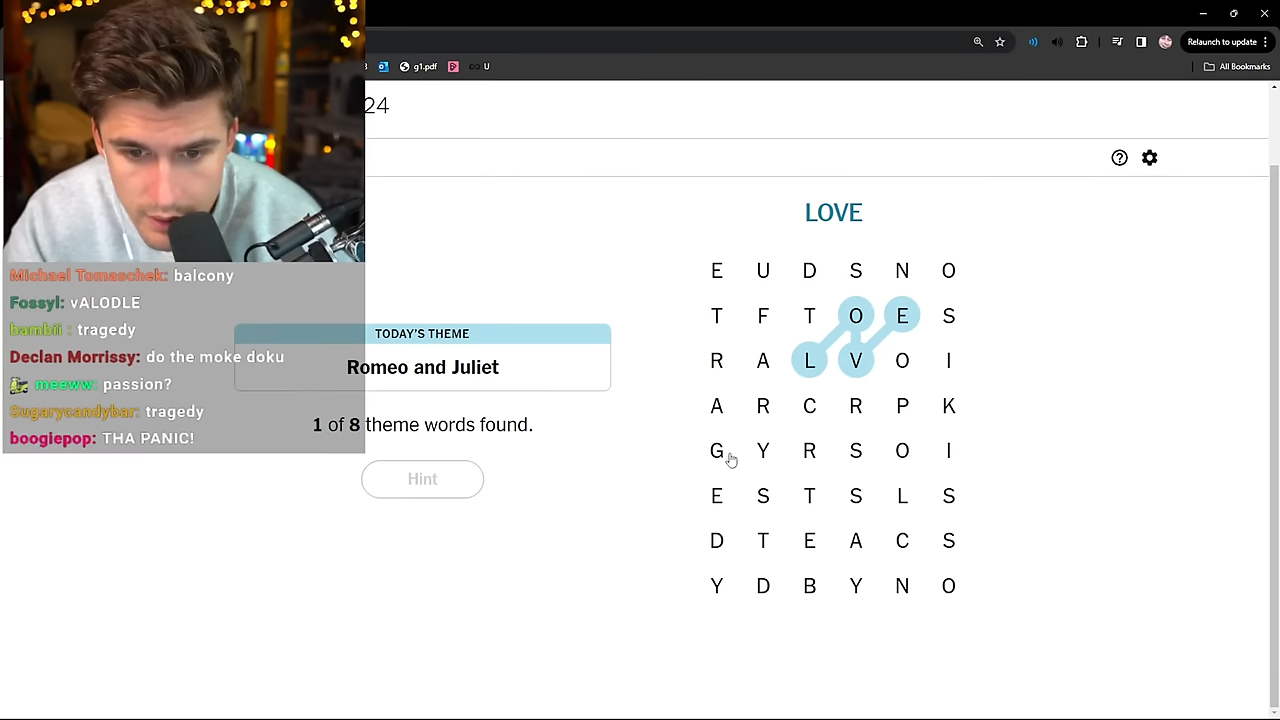 Relaunch to update
g1.pdf
U
All Bookmarks
24
LOVE
E U D S N O
T F T O E S
R A L V O I
A R C R P K
G Y R S O I
E S T S L S
D T E A C S
Y D B Y N O
TODAY'S THEME
Romeo and Juliet
1 of 8 theme words found.
Hint
Michael Tomaschek: balcony
Fossyl: vALODLE
bambii : tragedy
Declan Morrissy: do the moke doku
meeww: passion?
Sugarycandybar: tragedy
boogiepop: THA PANIC!